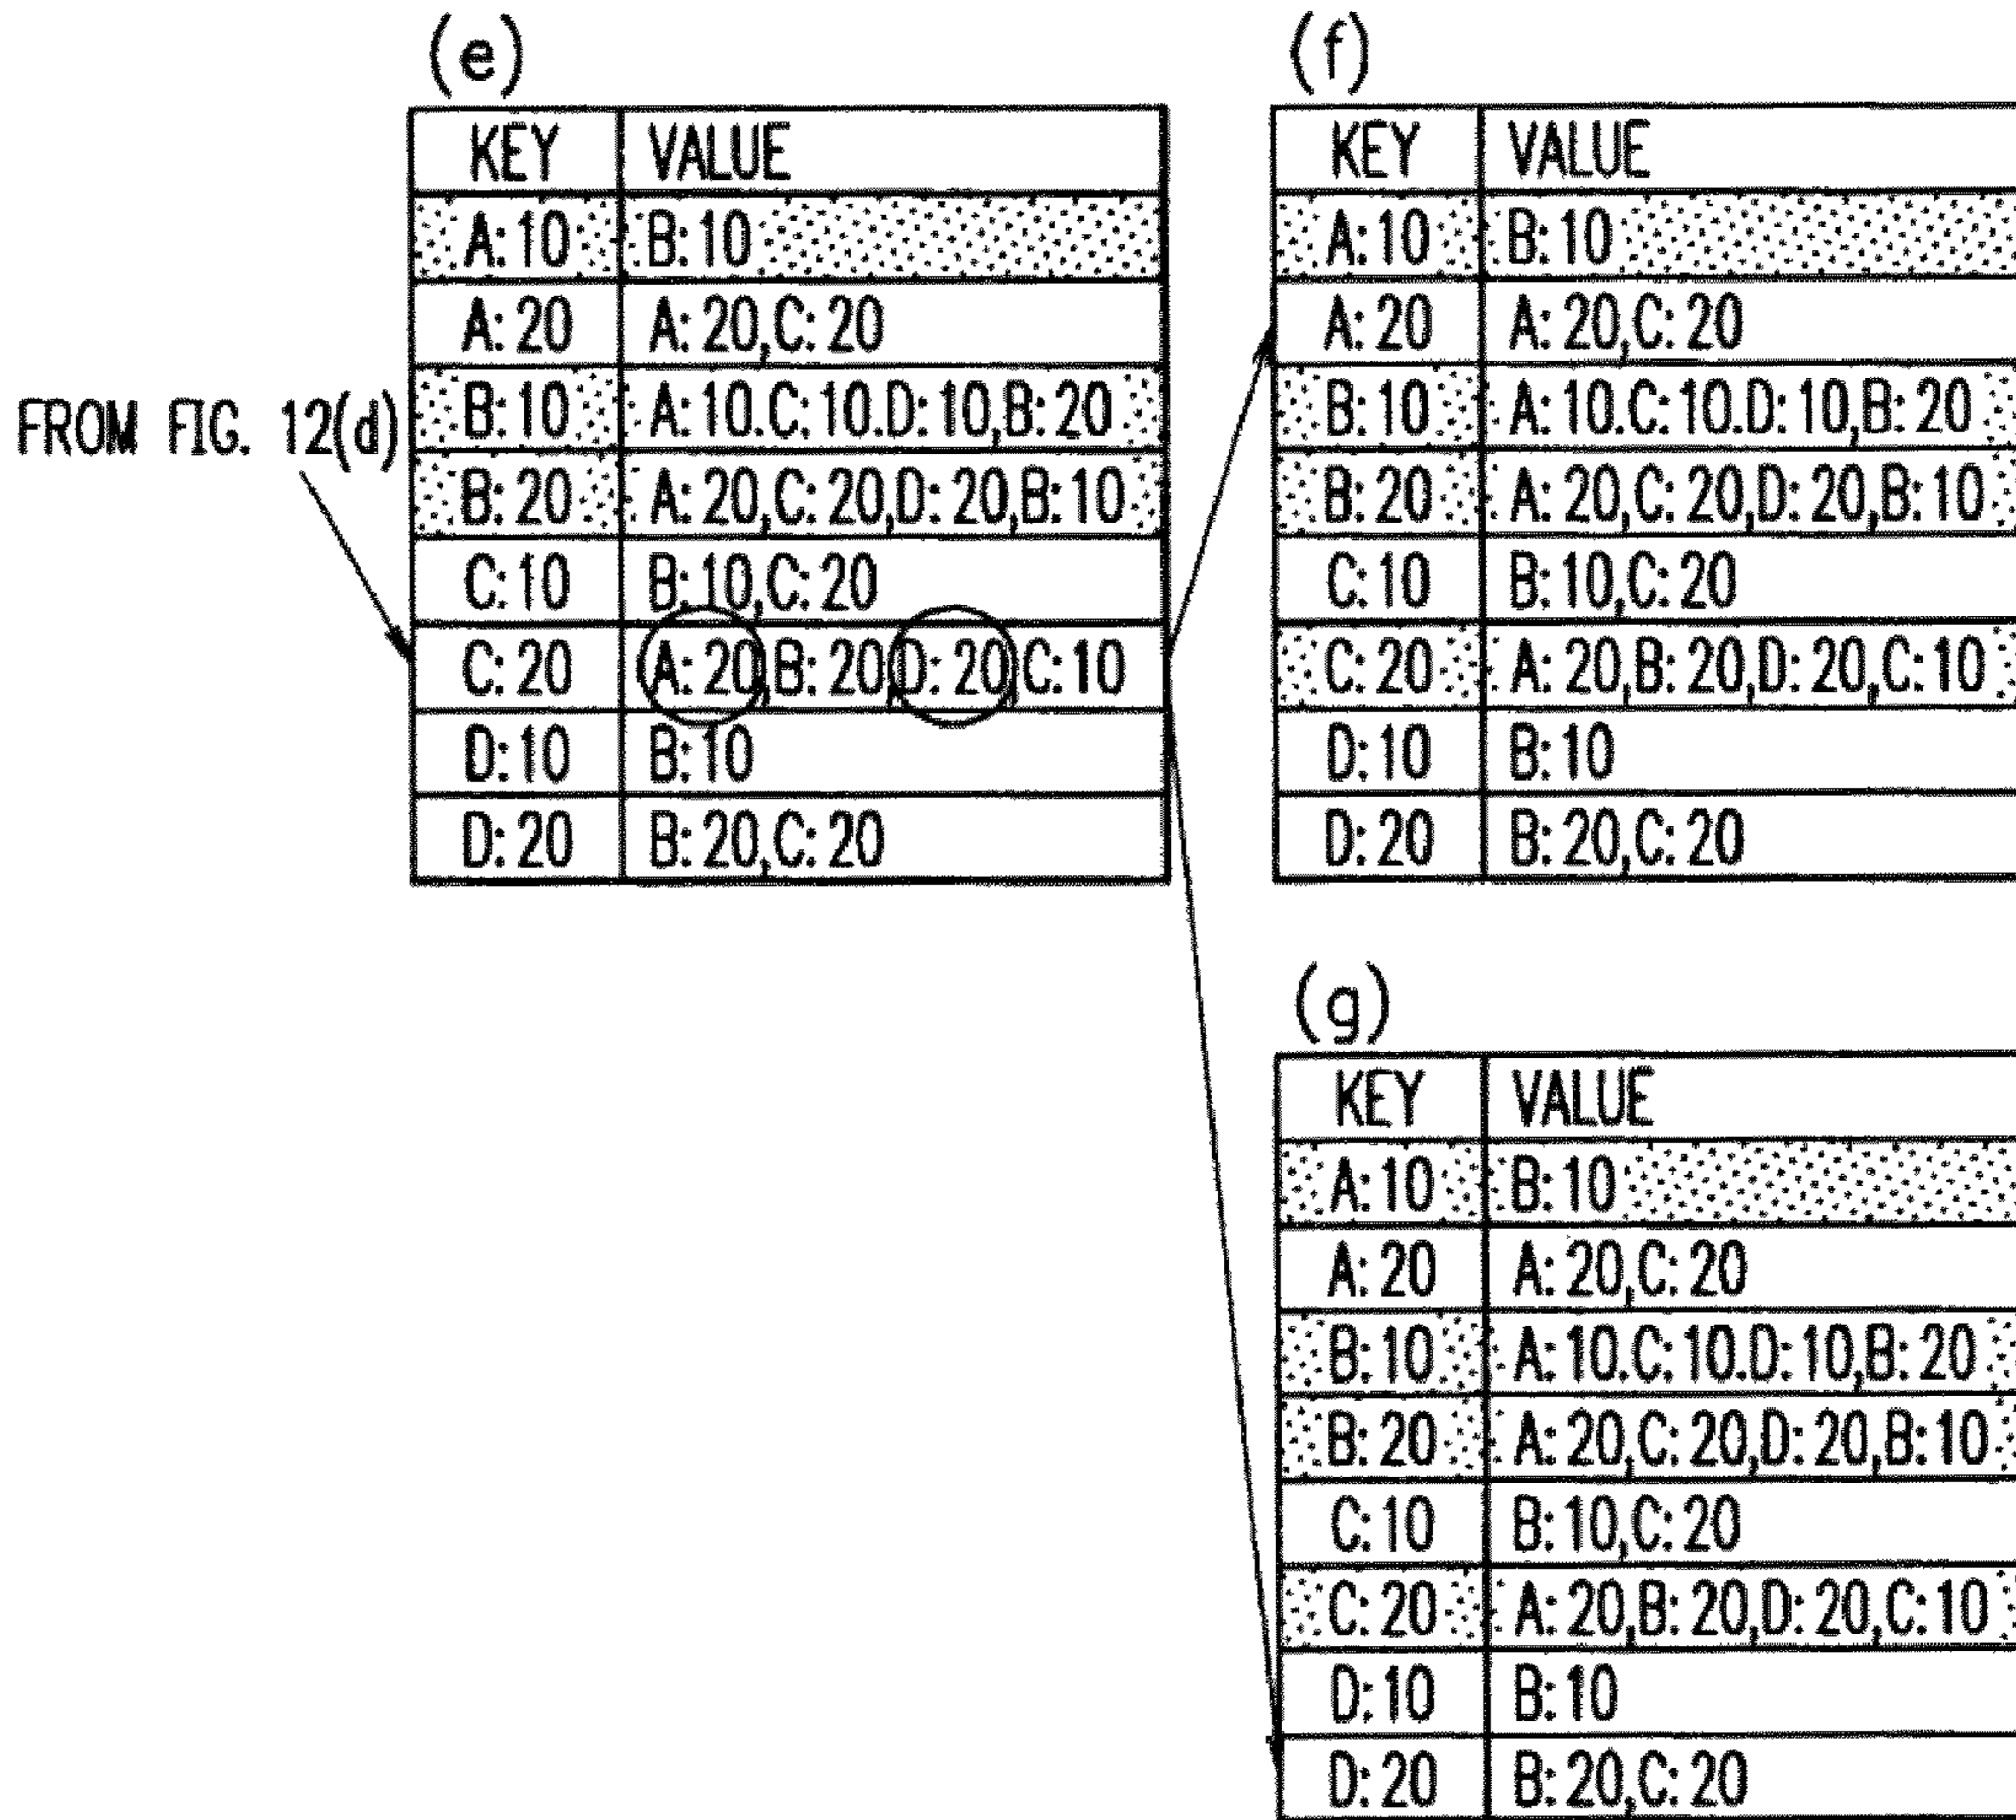 (e)
KEY VALUE
A:10 B:10
A:20 A:20,C:20
B:10 A:10.C:10.D:10,B:20
B:20 A:20,C:20,D:20,B:10
C:10 B:10,C:20
C:20 A:20,B:20,D:20,C:10
D:10 B:10
D:20 B:20,C:20
FROM FIG. 12(d)
(f)
KEY VALUE
A:10 B:10
A:20 A:20,C:20
B:10 A:10.C:10.D:10,B:20
B:20 A:20,C:20,D:20,B:10
C:10 B:10,C:20
C:20 A:20,B:20,D:20,C:10
D:10 B:10
D:20 B:20,C:20
(g)
KEY VALUE
A:10 B:10
A:20 A:20,C:20
B:10 A:10.C:10.D:10,B:20
B:20 A:20,C:20,D:20,B:10
C:10 B:10,C:20
C:20 A:20,B:20,D:20,C:10
D:10 B:10
D:20 B:20,C:20